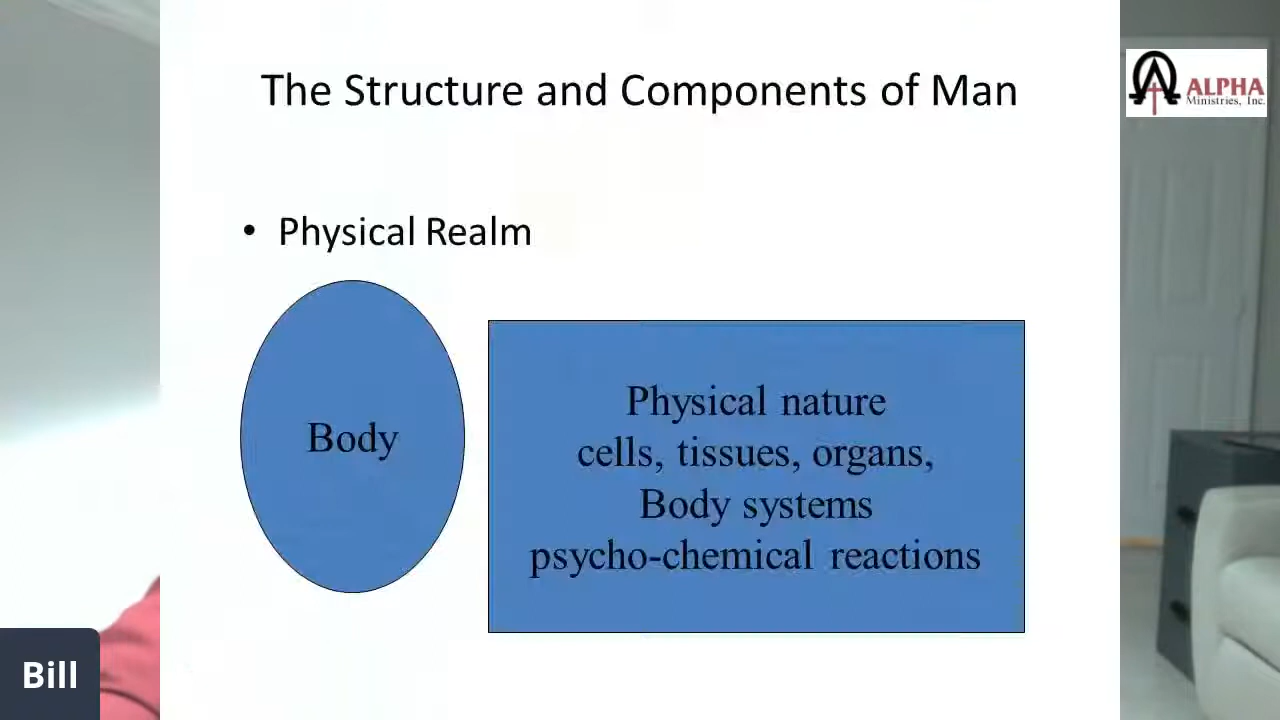 The Structure and Components of Man
ALPHA
Ministries, Inc.
• Physical Realm
Body
Physical nature
cells, tissues, organs,
Body systems
psycho-chemical reactions
Bill